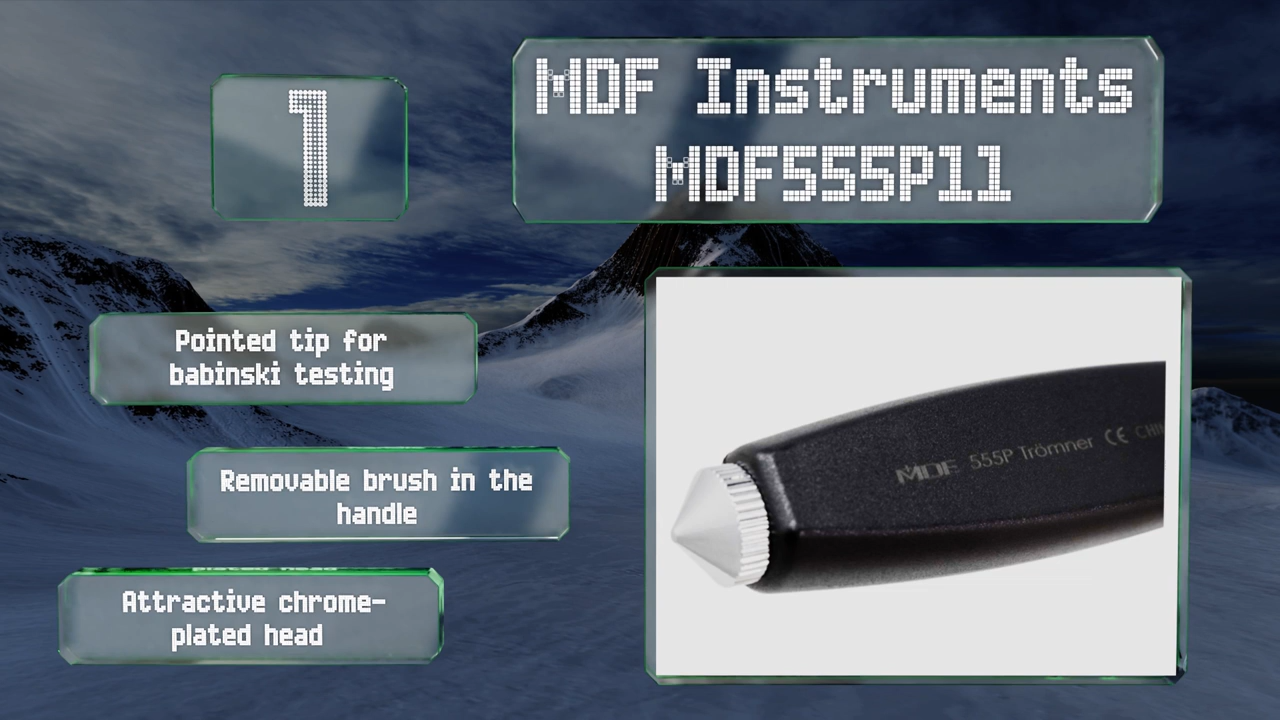 1
MDF Instruments
MDF555P11
Pointed tip for
babinski testing
Removable brush in the
handle
Attractive chrome-
plated head
MDF 555P Trömner CE CHIN